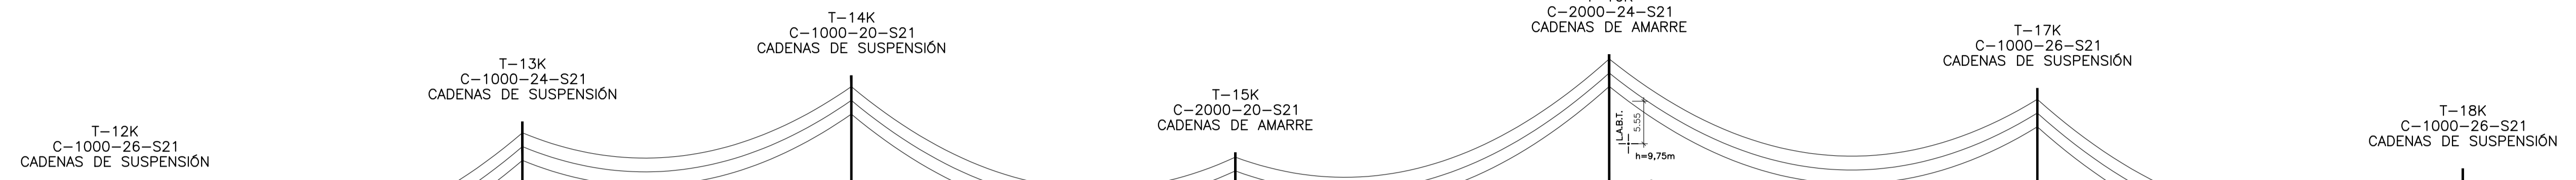 T-12K
C-1000-26-S21
CADENAS DE SUSPENSIÓN
T-13K
C-1000-24-S21
CADENAS DE SUSPENSIÓN
T-14K
C-1000-20-S21
CADENAS DE SUSPENSIÓN
T-15K
C-2000-20-S21
CADENAS DE AMARRE
C-2000-24-S21
CADENAS DE AMARRE
L.A.B.T.
5.55
h=9,75m
T-17K
C-1000-26-S21
CADENAS DE SUSPENSIÓN
T-18K
C-1000-26-S21
CADENAS DE SUSPENSIÓN